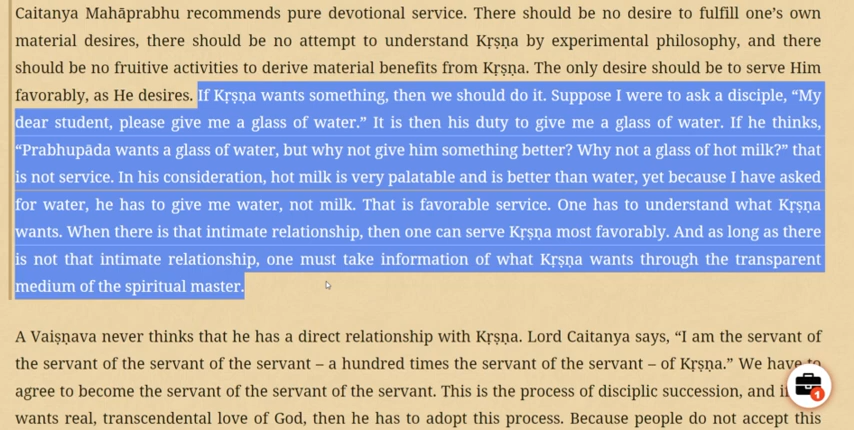 Caitanya Mahāprabhu recommends pure devotional service. There should be no desire to fulfill one’s own
material desires, there should be no attempt to understand Kṛṣṇa by experimental philosophy, and there
should be no fruitive activities to derive material benefits from Kṛṣṇa. The only desire should be to serve Him
favorably, as He desires. If Kṛṣṇa wants something, then we should do it. Suppose I were to ask a disciple, “My
dear student, please give me a glass of water.” It is then his duty to give me a glass of water. If he thinks,
“Prabhupāda wants a glass of water, but why not give him something better? Why not a glass of hot milk?” that
is not service. In his consideration, hot milk is very palatable and is better than water, yet because I have asked
for water, he has to give me water, not milk. That is favorable service. One has to understand what Kṛṣṇa
wants. When there is that intimate relationship, then one can serve Kṛṣṇa most favorably. And as long as there
is not that intimate relationship, one must take information of what Kṛṣṇa wants through the transparent
medium of the spiritual master.
A Vaiṣṇava never thinks that he has a direct relationship with Kṛṣṇa. Lord Caitanya says, “I am the servant of
the servant of the servant of the servant – a hundred times the servant of the servant – of Kṛṣṇa.” We have to
agree to become the servant of the servant of the servant. This is the process of disciplic succession, and
wants real, transcendental love of God, then he has to adopt this process. Because people do not accept this
1